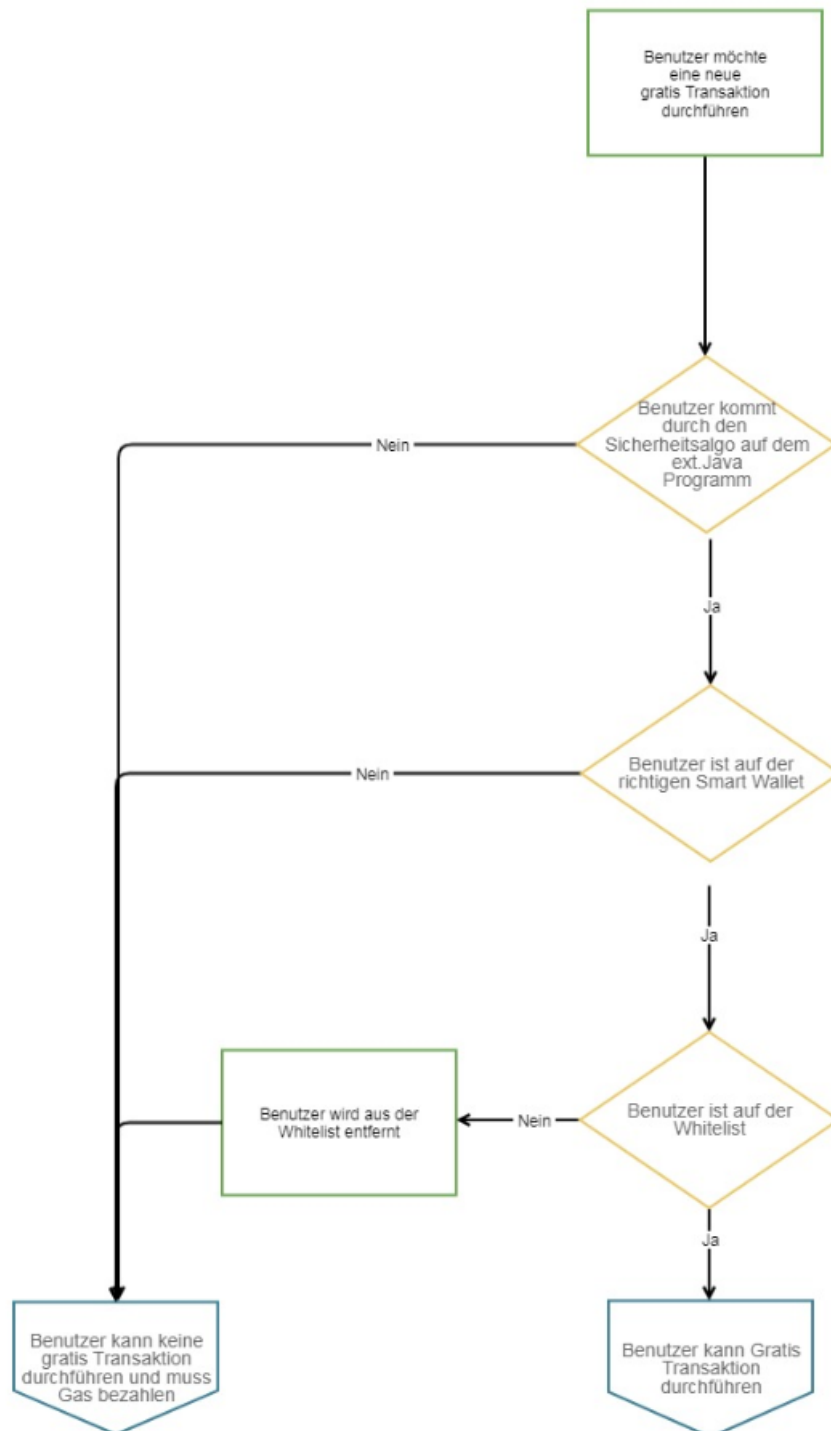 Benutzer möchte
eine neue
gratis Transaktion
durchführen
Benutzer kommt
durch den
Sicherheitsalgo auf dem
ext.Java
Programm
Nein
Ja
Benutzer ist auf der
richtigen Smart Wallet
Nein
Ja
Benutzer ist auf der
Whitelist
Nein
Benutzer wird aus der
Whitelist entfernt
Ja
Benutzer kann keine
gratis Transaktion
durchführen und muss
Gas bezahlen
Benutzer kann Gratis
Transaktion
durchführen